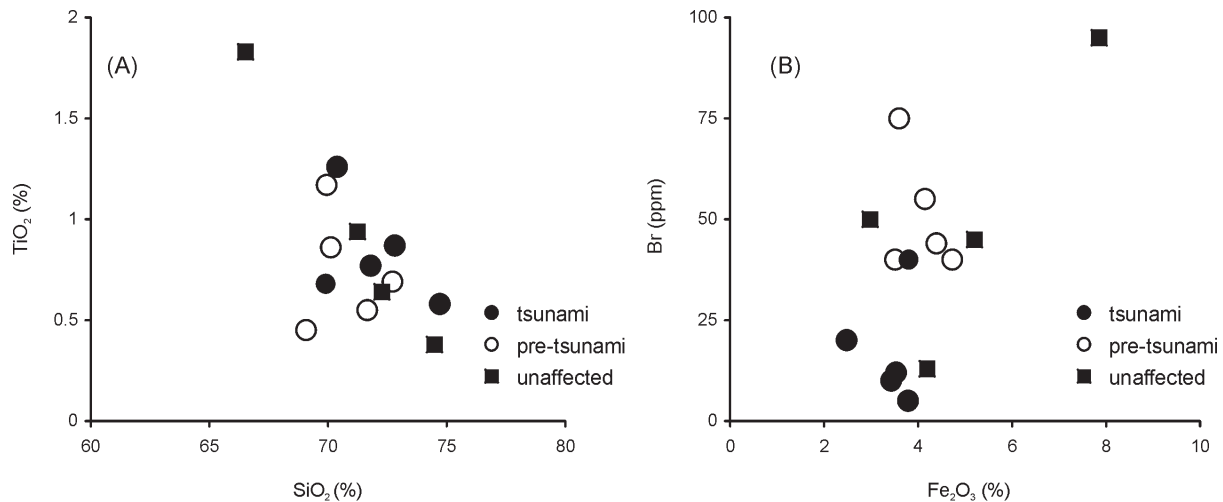 (A)
2
1.5
1
0.5
0
60 65 70 75 80
TiO₂ (%)
SiO₂ (%)
tsunami
pre-tsunami
unaffected
(B)
100
75
50
25
0
0 2 4 6 8 10
Br (ppm)
Fe₂O₃ (%)
tsunami
pre-tsunami
unaffected